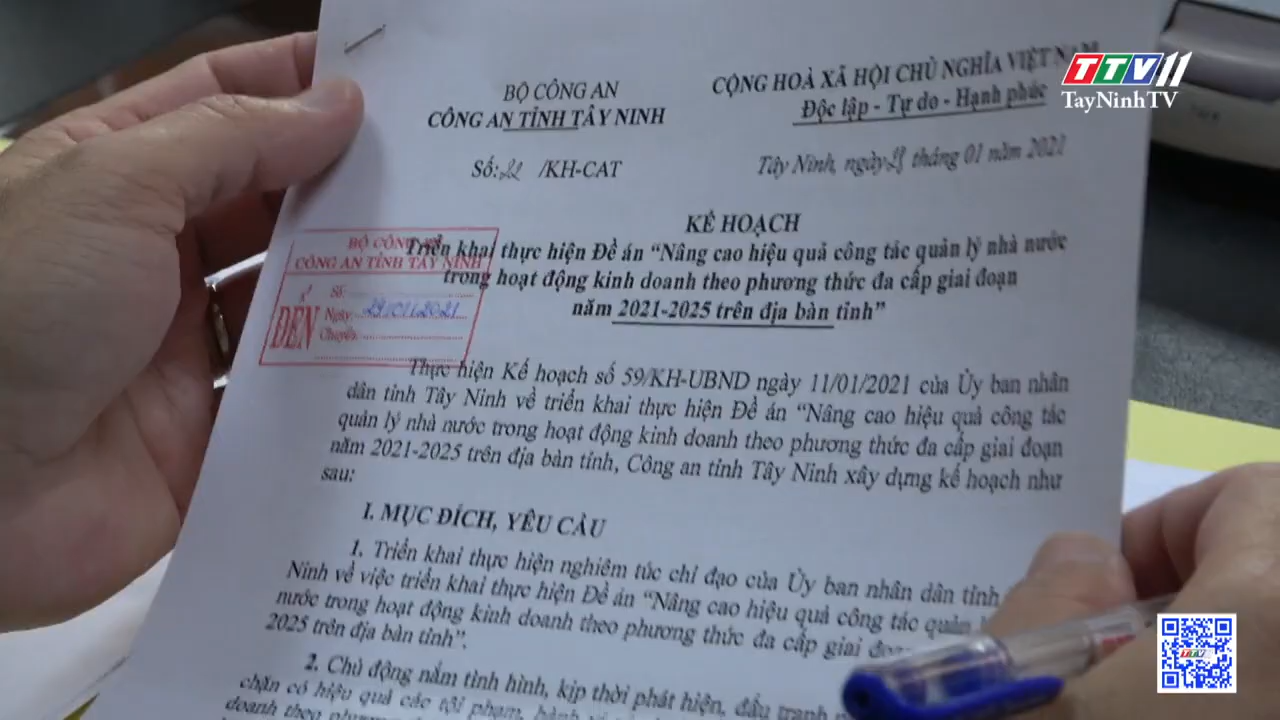 TTV11
TayNinhTV
BỘ CÔNG AN
CÔNG AN TỈNH TÂY NINH
CỘNG HOÀ XÃ HỘI CHỦ NGHĨA VIỆT NAM
Độc lập - Tự do - Hạnh phúc
Số: 22 /KH-CAT
Tây Ninh, ngày 29 tháng 01 năm 2021
KẾ HOẠCH
Triển khai thực hiện Đề án “Nâng cao hiệu quả công tác quản lý nhà nước
trong hoạt động kinh doanh theo phương thức đa cấp giai đoạn
năm 2021-2025 trên địa bàn tỉnh”
BỘ CÔNG AN
CÔNG AN TỈNH TÂY NINH
ĐẾN
Số:
Ngày: 29/01/2021
Chuyển:
Thực hiện Kế hoạch số 59/KH-UBND ngày 11/01/2021 của Ủy ban nhân
dân tỉnh Tây Ninh về triển khai thực hiện Đề án “Nâng cao hiệu quả công tác
quản lý nhà nước trong hoạt động kinh doanh theo phương thức đa cấp giai đoạn
năm 2021-2025 trên địa bàn tỉnh, Công an tỉnh Tây Ninh xây dựng kế hoạch như
sau:
I. MỤC ĐÍCH, YÊU CẦU
1. Triển khai thực hiện nghiêm túc chỉ đạo của Ủy ban nhân dân tỉnh
Ninh về việc triển khai thực hiện Đề án “Nâng cao hiệu quả công tác quản
nước trong hoạt động kinh doanh theo phương thức đa cấp giai đoạn
2025 trên địa bàn tỉnh”.
2. Chủ động nắm tình hình, kịp thời phát hiện, đấu tranh
chặn có hiệu quả các tội phạm, hành
doanh theo phương
TTV